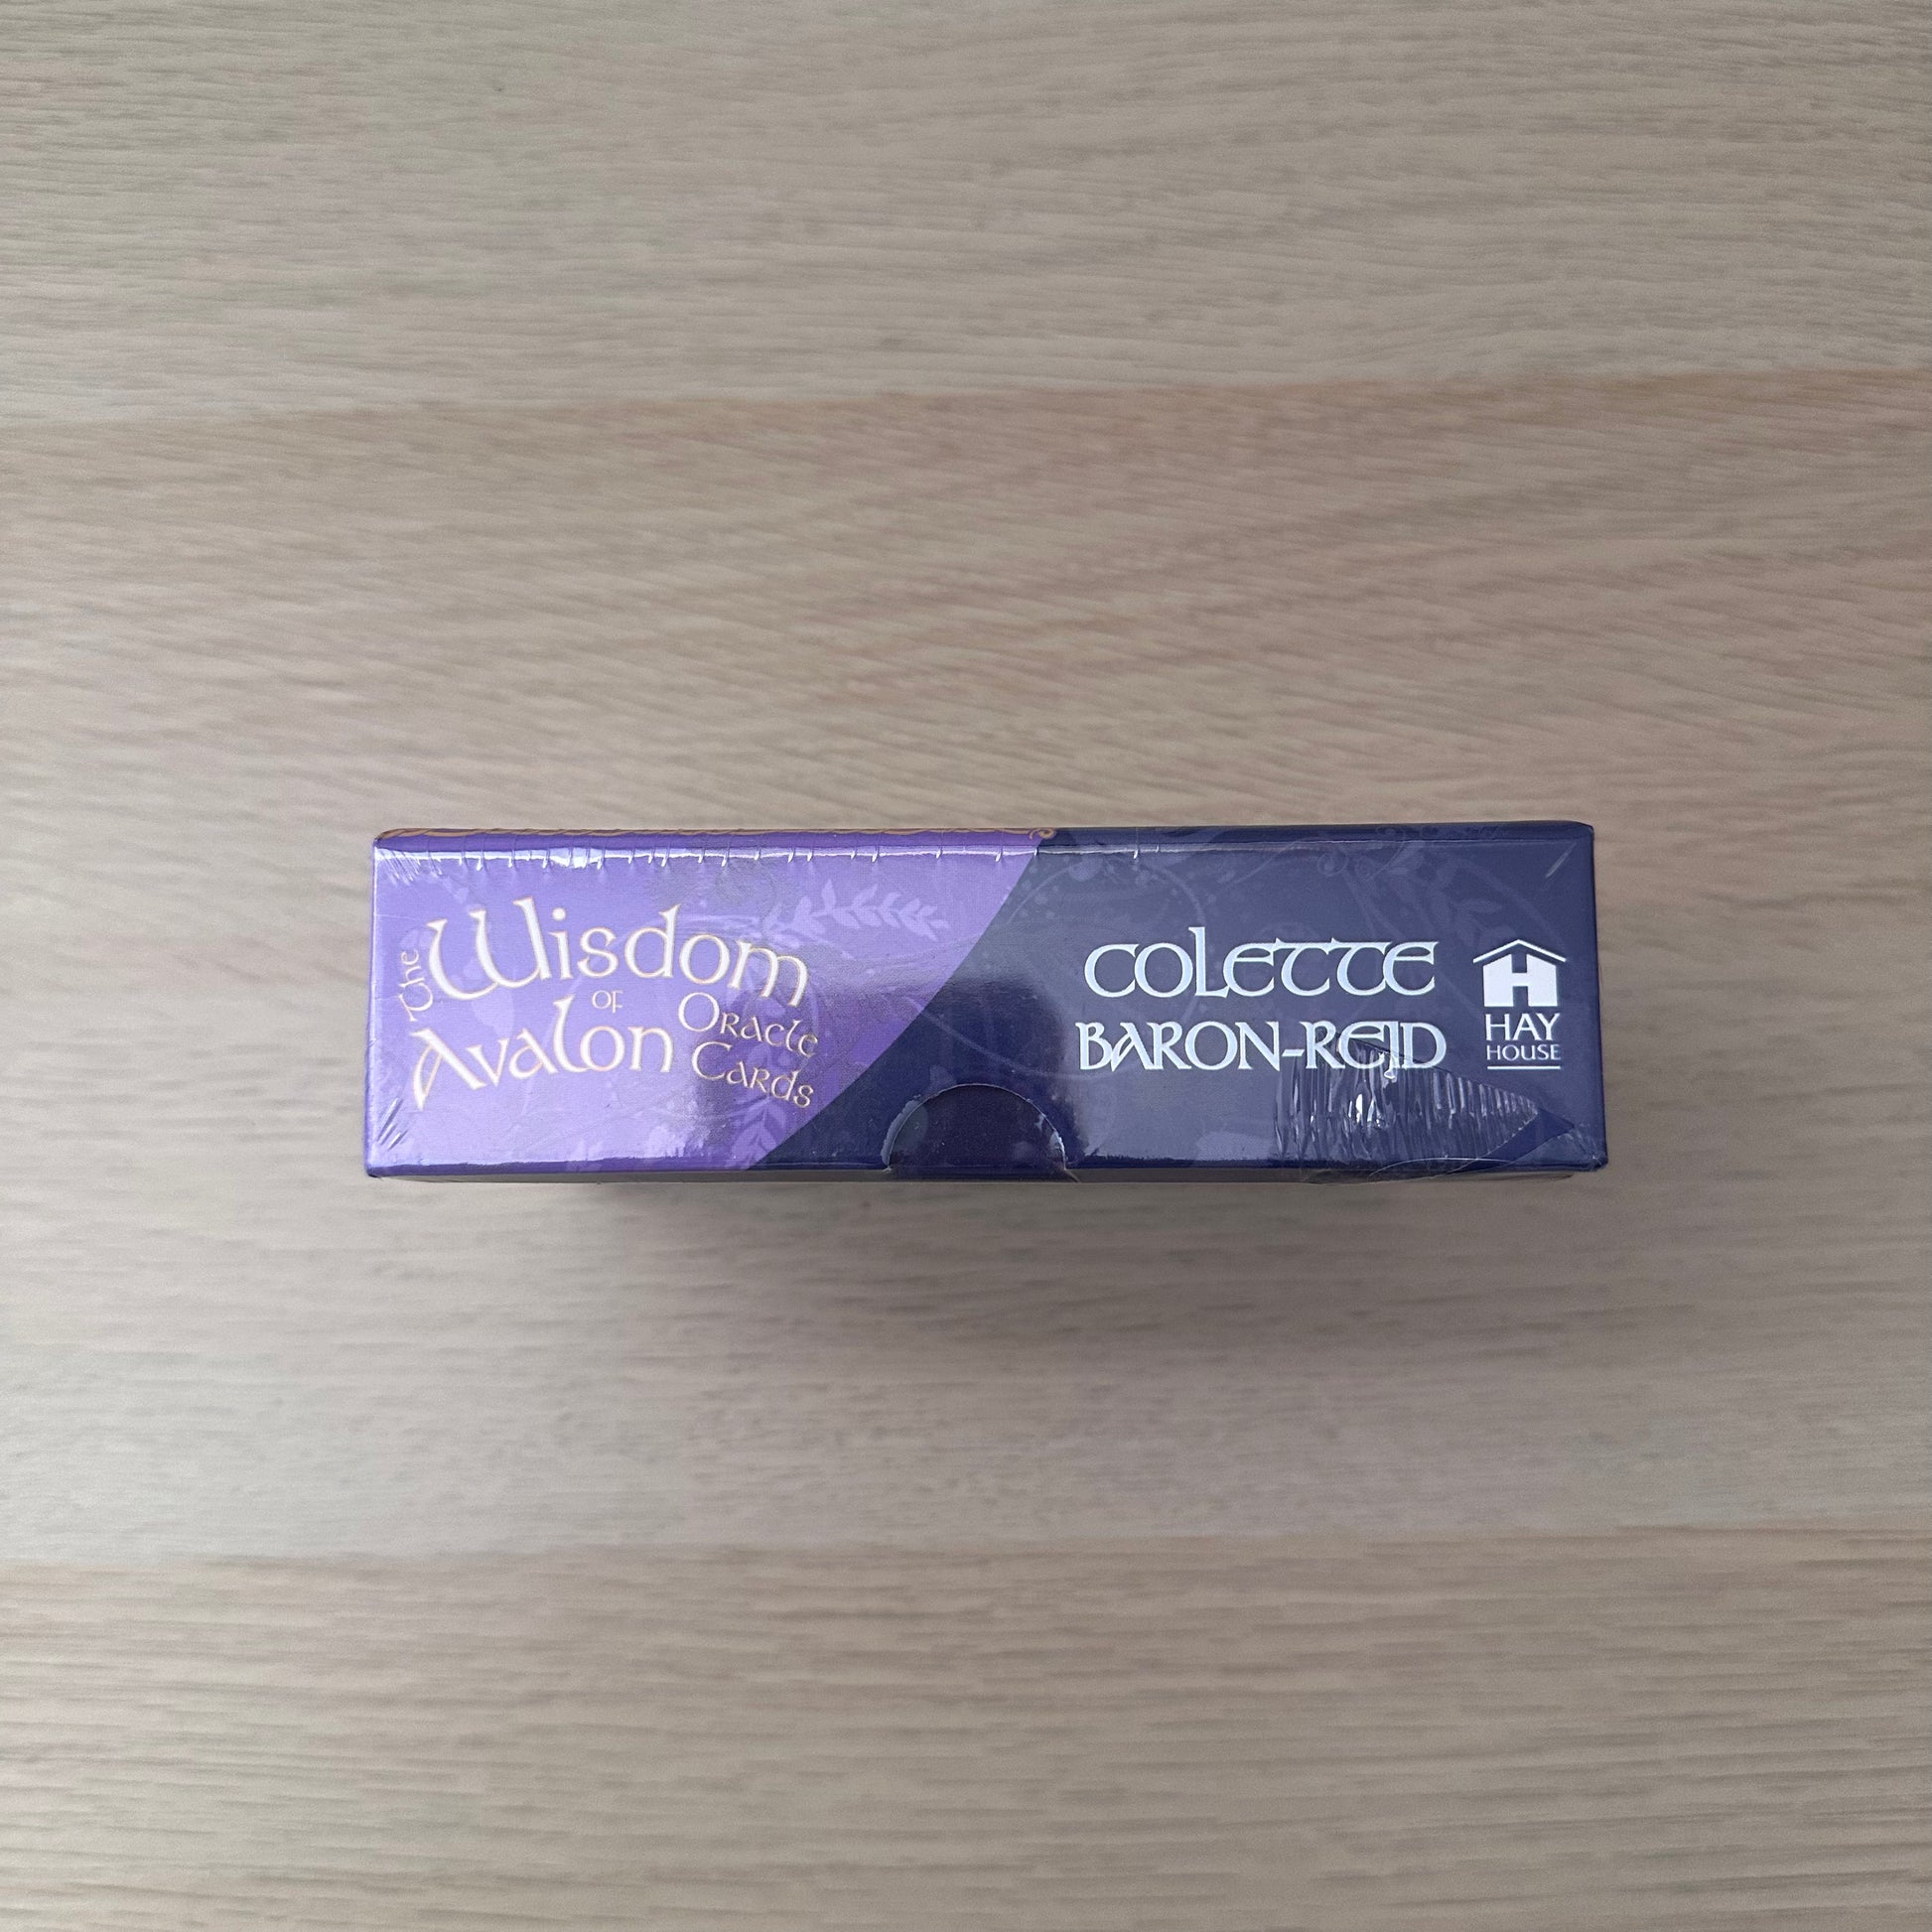 The Wisdom
of
Avalon
Oracle
Cards
COLETTE
BARON-REID
H
HAY
HOUSE